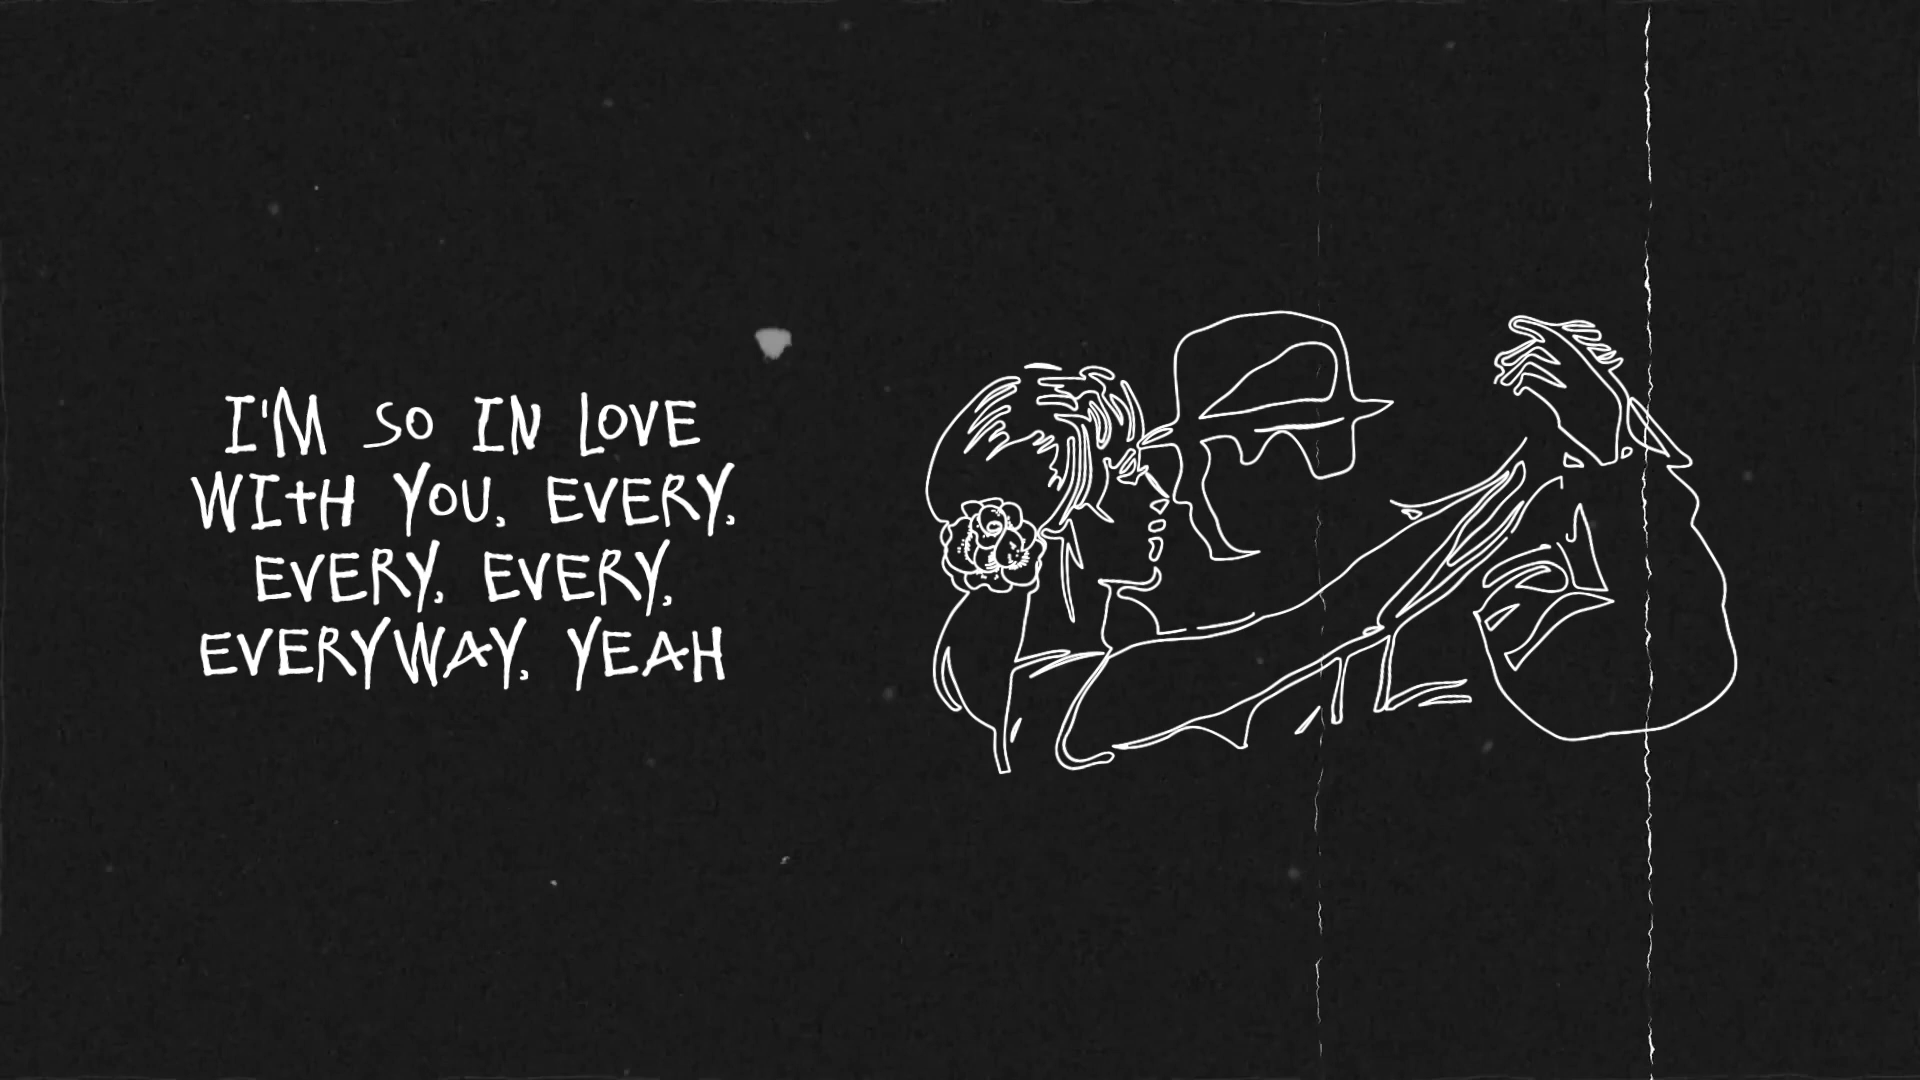 I'M SO IN LOVE
WITH YOU, EVERY,
EVERY, EVERY,
EVERYWAY, YEAH